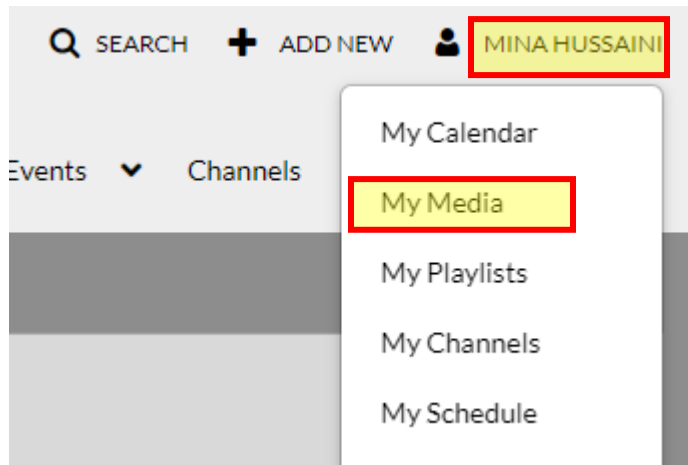 SEARCH ADD NEW MINA HUSSAINI
My Calendar
Events Channels
My Media
My Playlists
My Channels
My Schedule